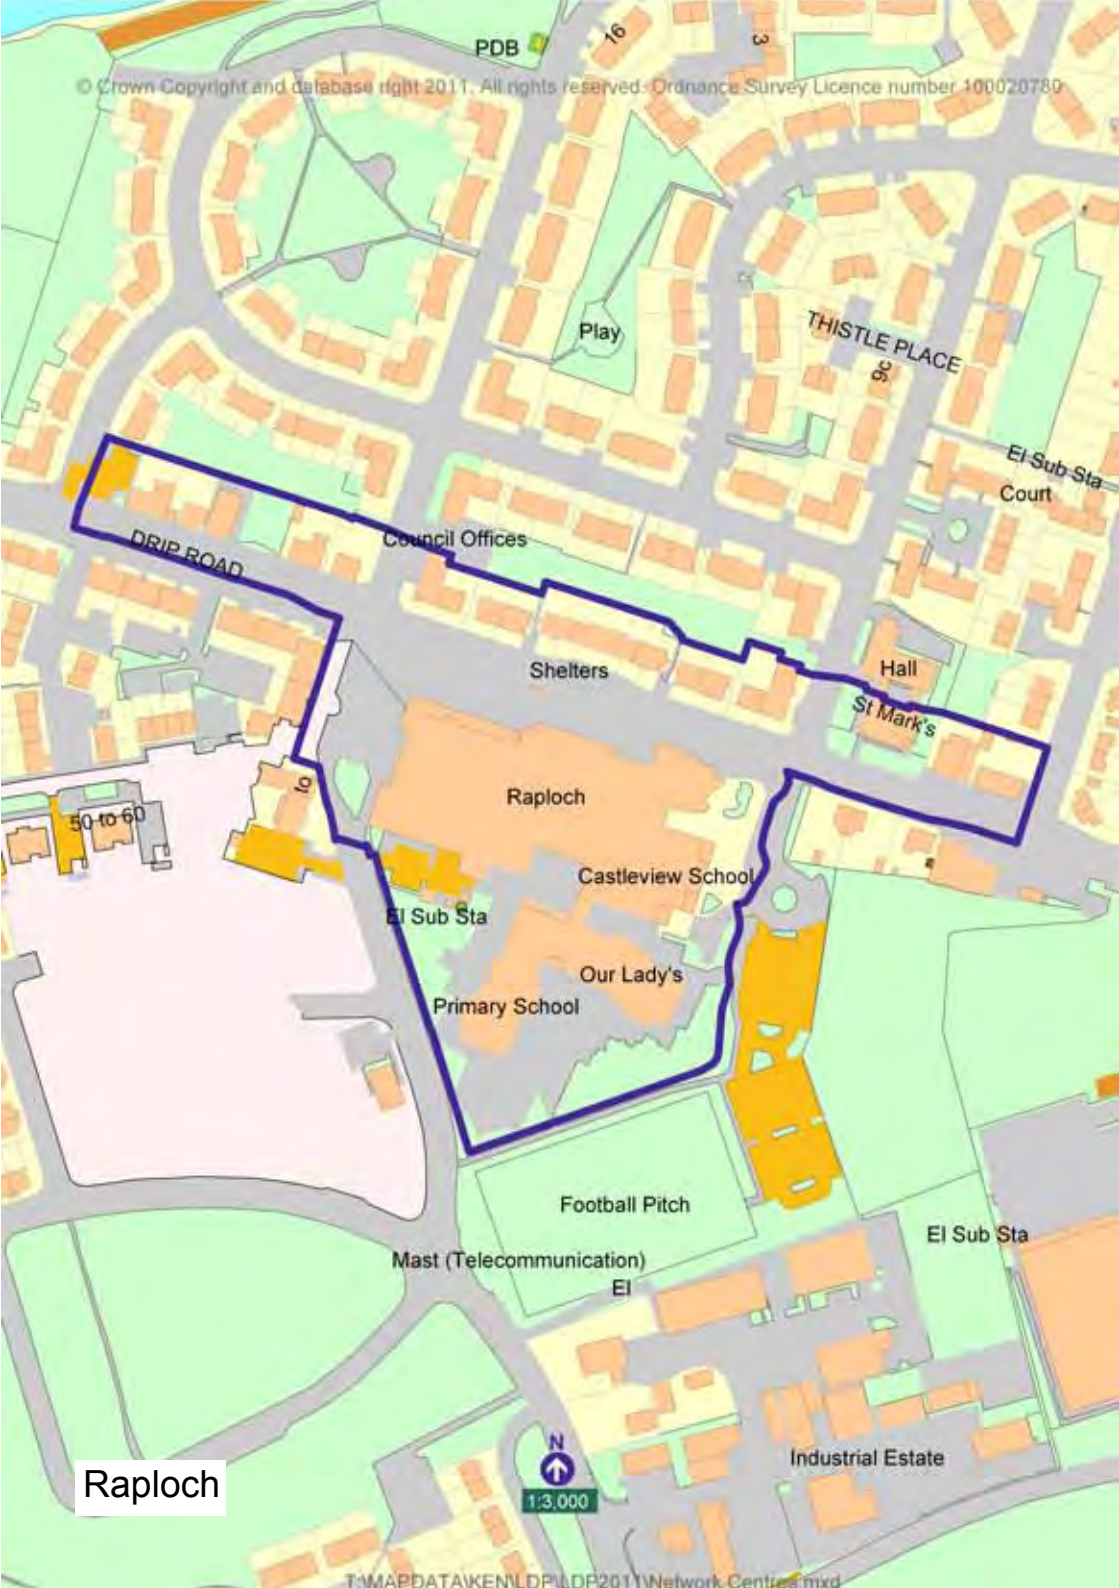 16
3
PDB
© Crown Copyright and database right 2011. All rights reserved. Ordnance Survey Licence number 100020780
Play
THISTLE PLACE
9c
El Sub Sta
Court
Council Offices
DRIP ROAD
Shelters
Hall
St Mark's
to
Raploch
50 to 60
Castleview School
El Sub Sta
Our Lady's
Primary School
Football Pitch
El Sub Sta
Mast (Telecommunication)
El
N
Industrial Estate
Raploch
1:3,000
T:\MAPDATA\KEN\LDP\LDP2011\Network Centres.mxd